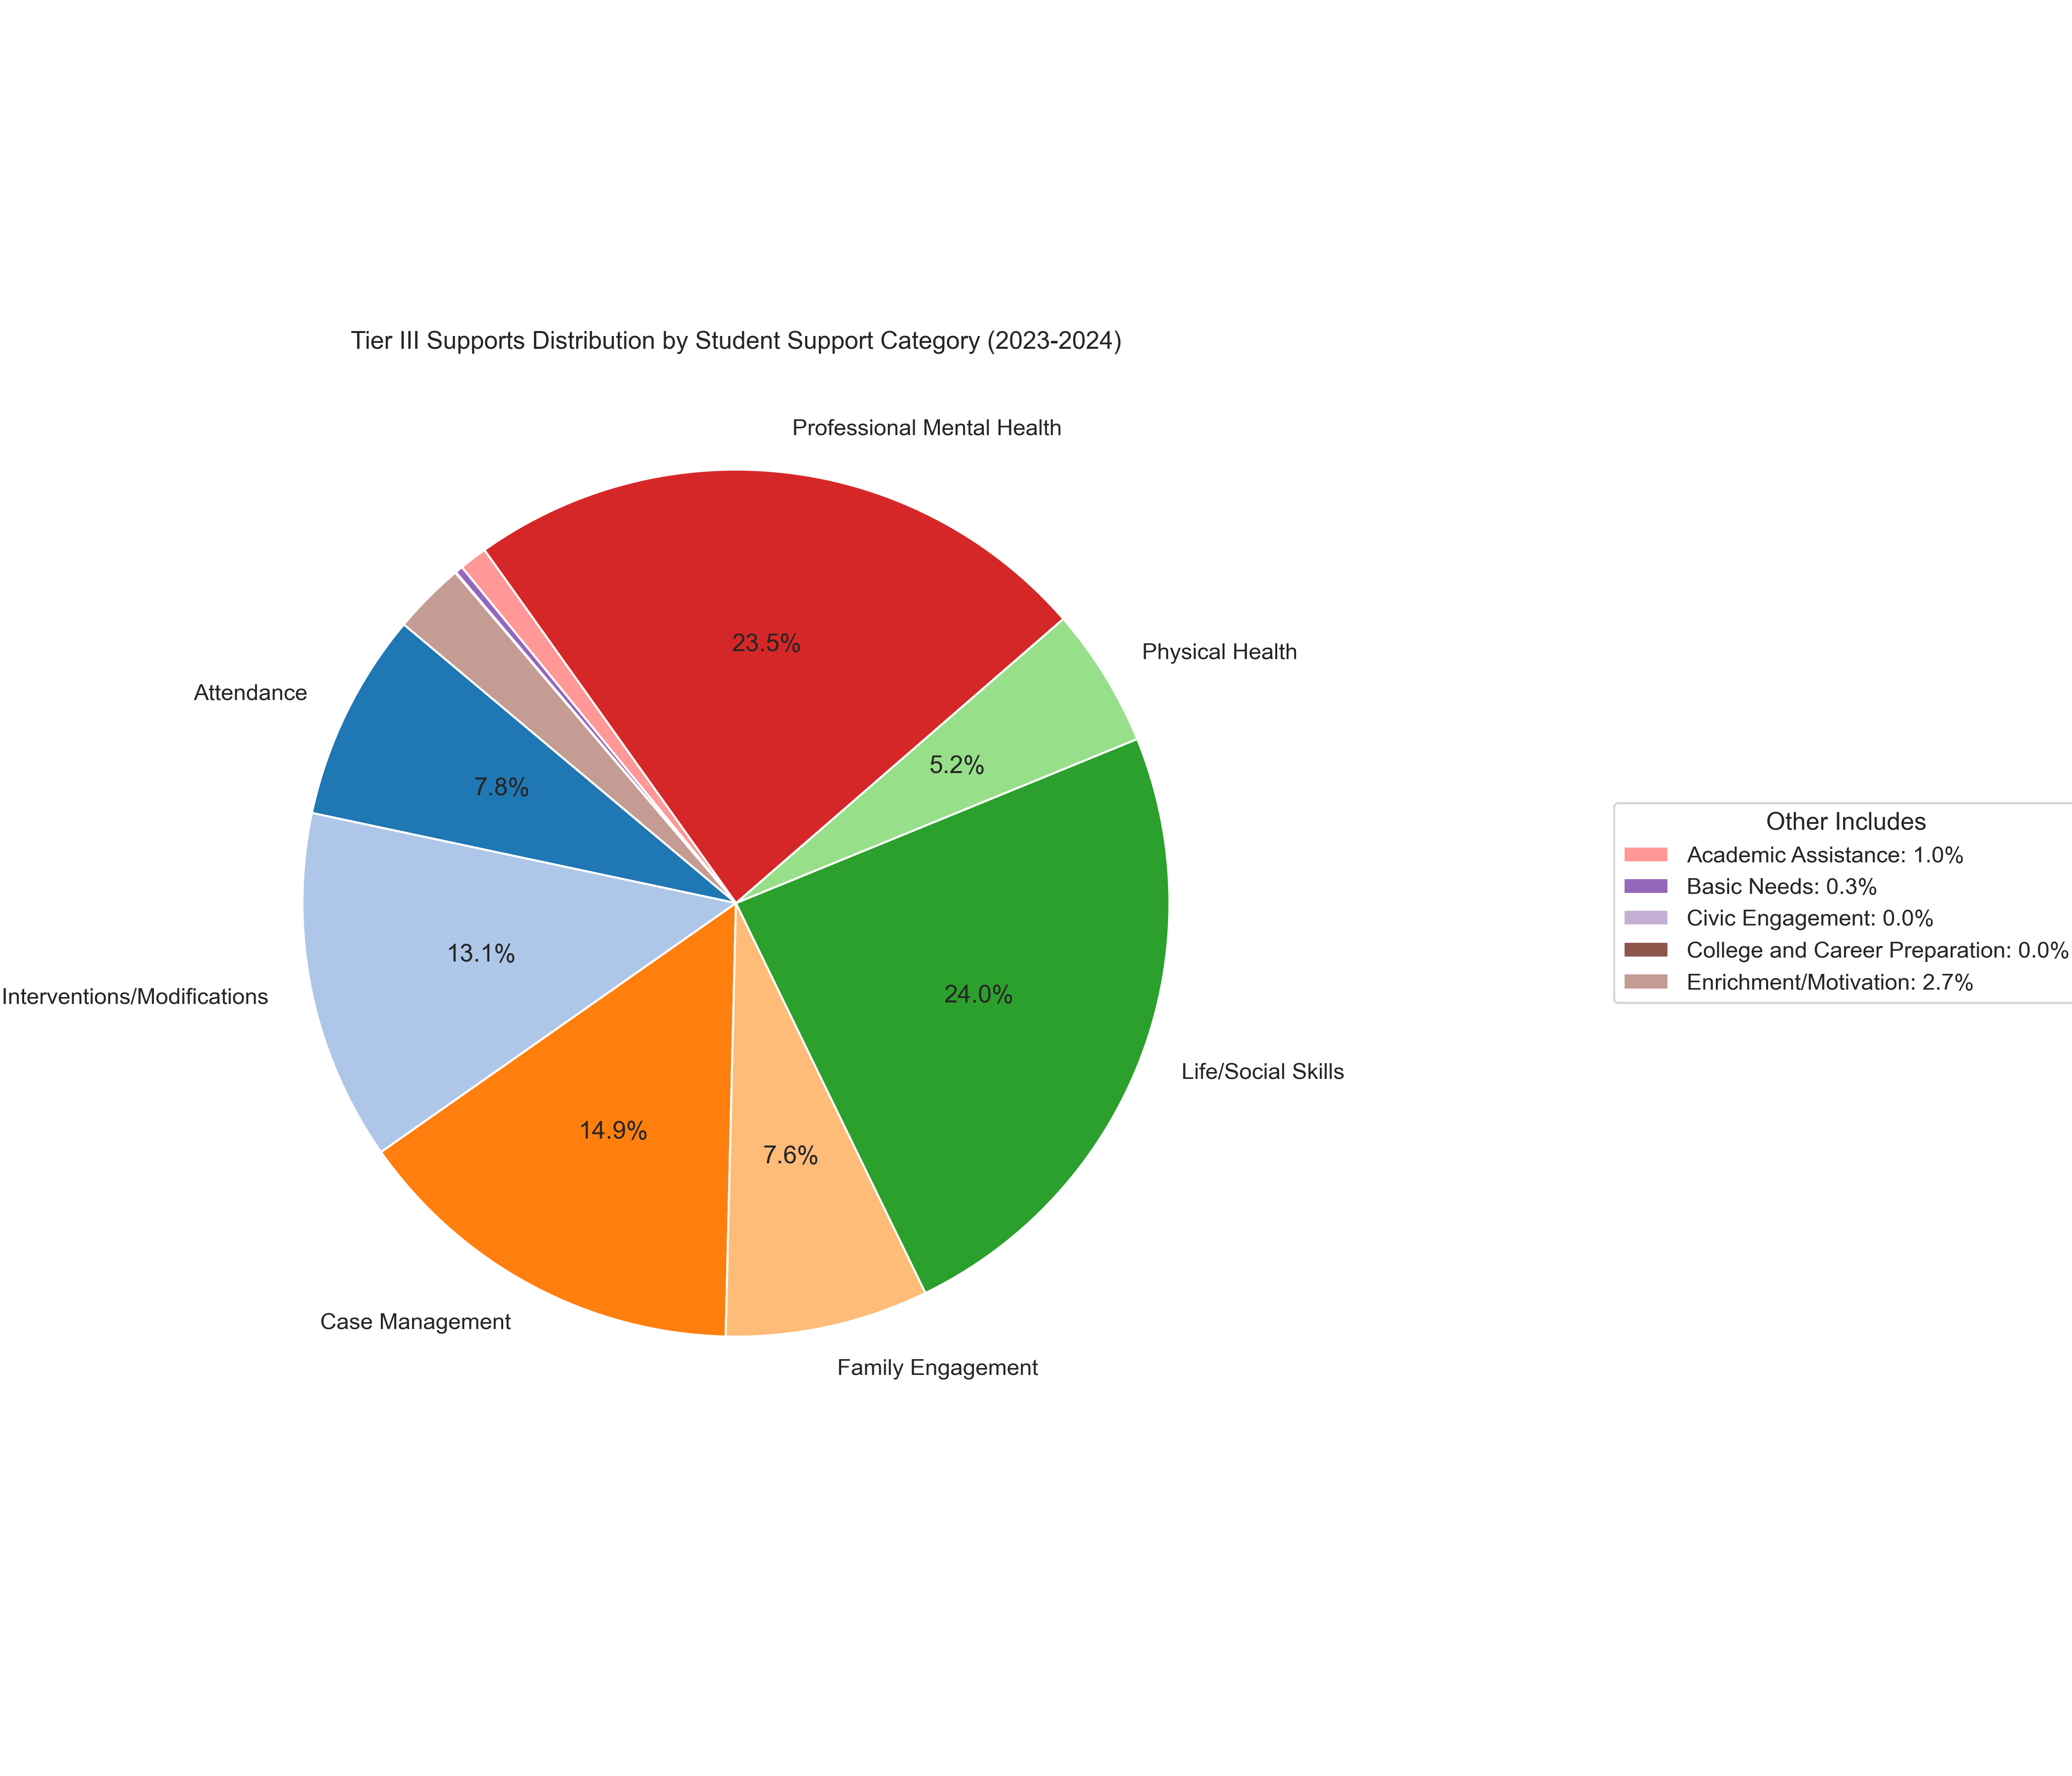 Tier III Supports Distribution by Student Support Category (2023-2024)
Professional Mental Health
23.5%
Physical Health
5.2%
Attendance
7.8%
Interventions/Modifications
13.1%
Life/Social Skills
24.0%
Case Management
14.9%
Family Engagement
7.6%
Other Includes
Academic Assistance: 1.0%
Basic Needs: 0.3%
Civic Engagement: 0.0%
College and Career Preparation: 0.0%
Enrichment/Motivation: 2.7%